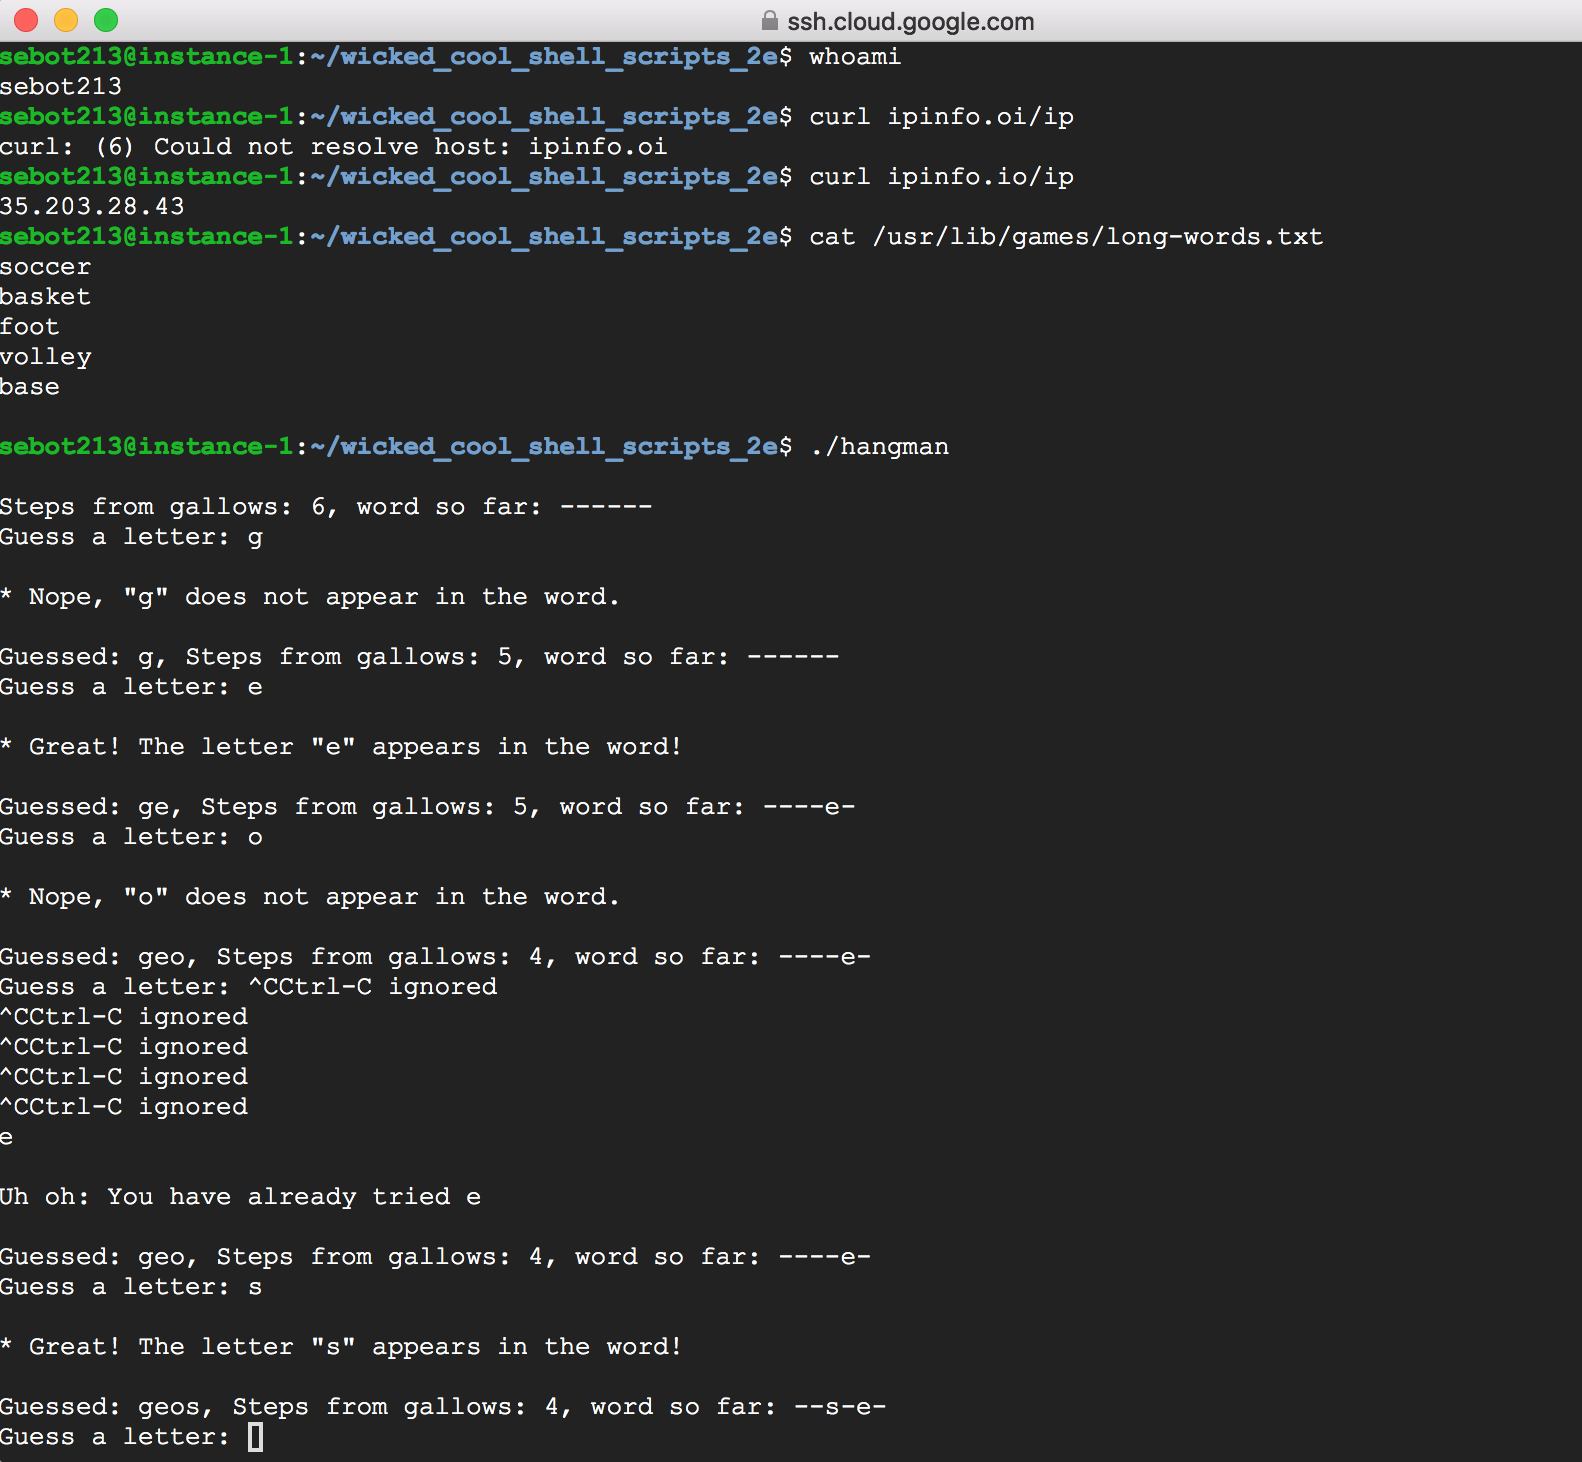 ssh.cloud.google.com
sebot213@instance-1:~/wicked_cool_shell_scripts_2e$ whoami
sebot213
sebot213@instance-1:~/wicked_cool_shell_scripts_2e$ curl ipinfo.oi/ip
curl: (6) Could not resolve host: ipinfo.oi
sebot213@instance-1:~/wicked_cool_shell_scripts_2e$ curl ipinfo.io/ip
35.203.28.43
sebot213@instance-1:~/wicked_cool_shell_scripts_2e$ cat /usr/lib/games/long-words.txt
soccer
basket
foot
volley
base
sebot213@instance-1:~/wicked_cool_shell_scripts_2e$ ./hangman
Steps from gallows: 6, word so far: ------
Guess a letter: g
* Nope, "g" does not appear in the word.
Guessed: g, Steps from gallows: 5, word so far: ------
Guess a letter: e
* Great! The letter "e" appears in the word!
Guessed: ge, Steps from gallows: 5, word so far: ----e-
Guess a letter: o
* Nope, "o" does not appear in the word.
Guessed: geo, Steps from gallows: 4, word so far: ----e-
Guess a letter: ^CCtrl-C ignored
^CCtrl-C ignored
^CCtrl-C ignored
^CCtrl-C ignored
^CCtrl-C ignored
e
Uh oh: You have already tried e
Guessed: geo, Steps from gallows: 4, word so far: ----e-
Guess a letter: s
* Great! The letter "s" appears in the word!
Guessed: geos, Steps from gallows: 4, word so far: --s-e-
Guess a letter: